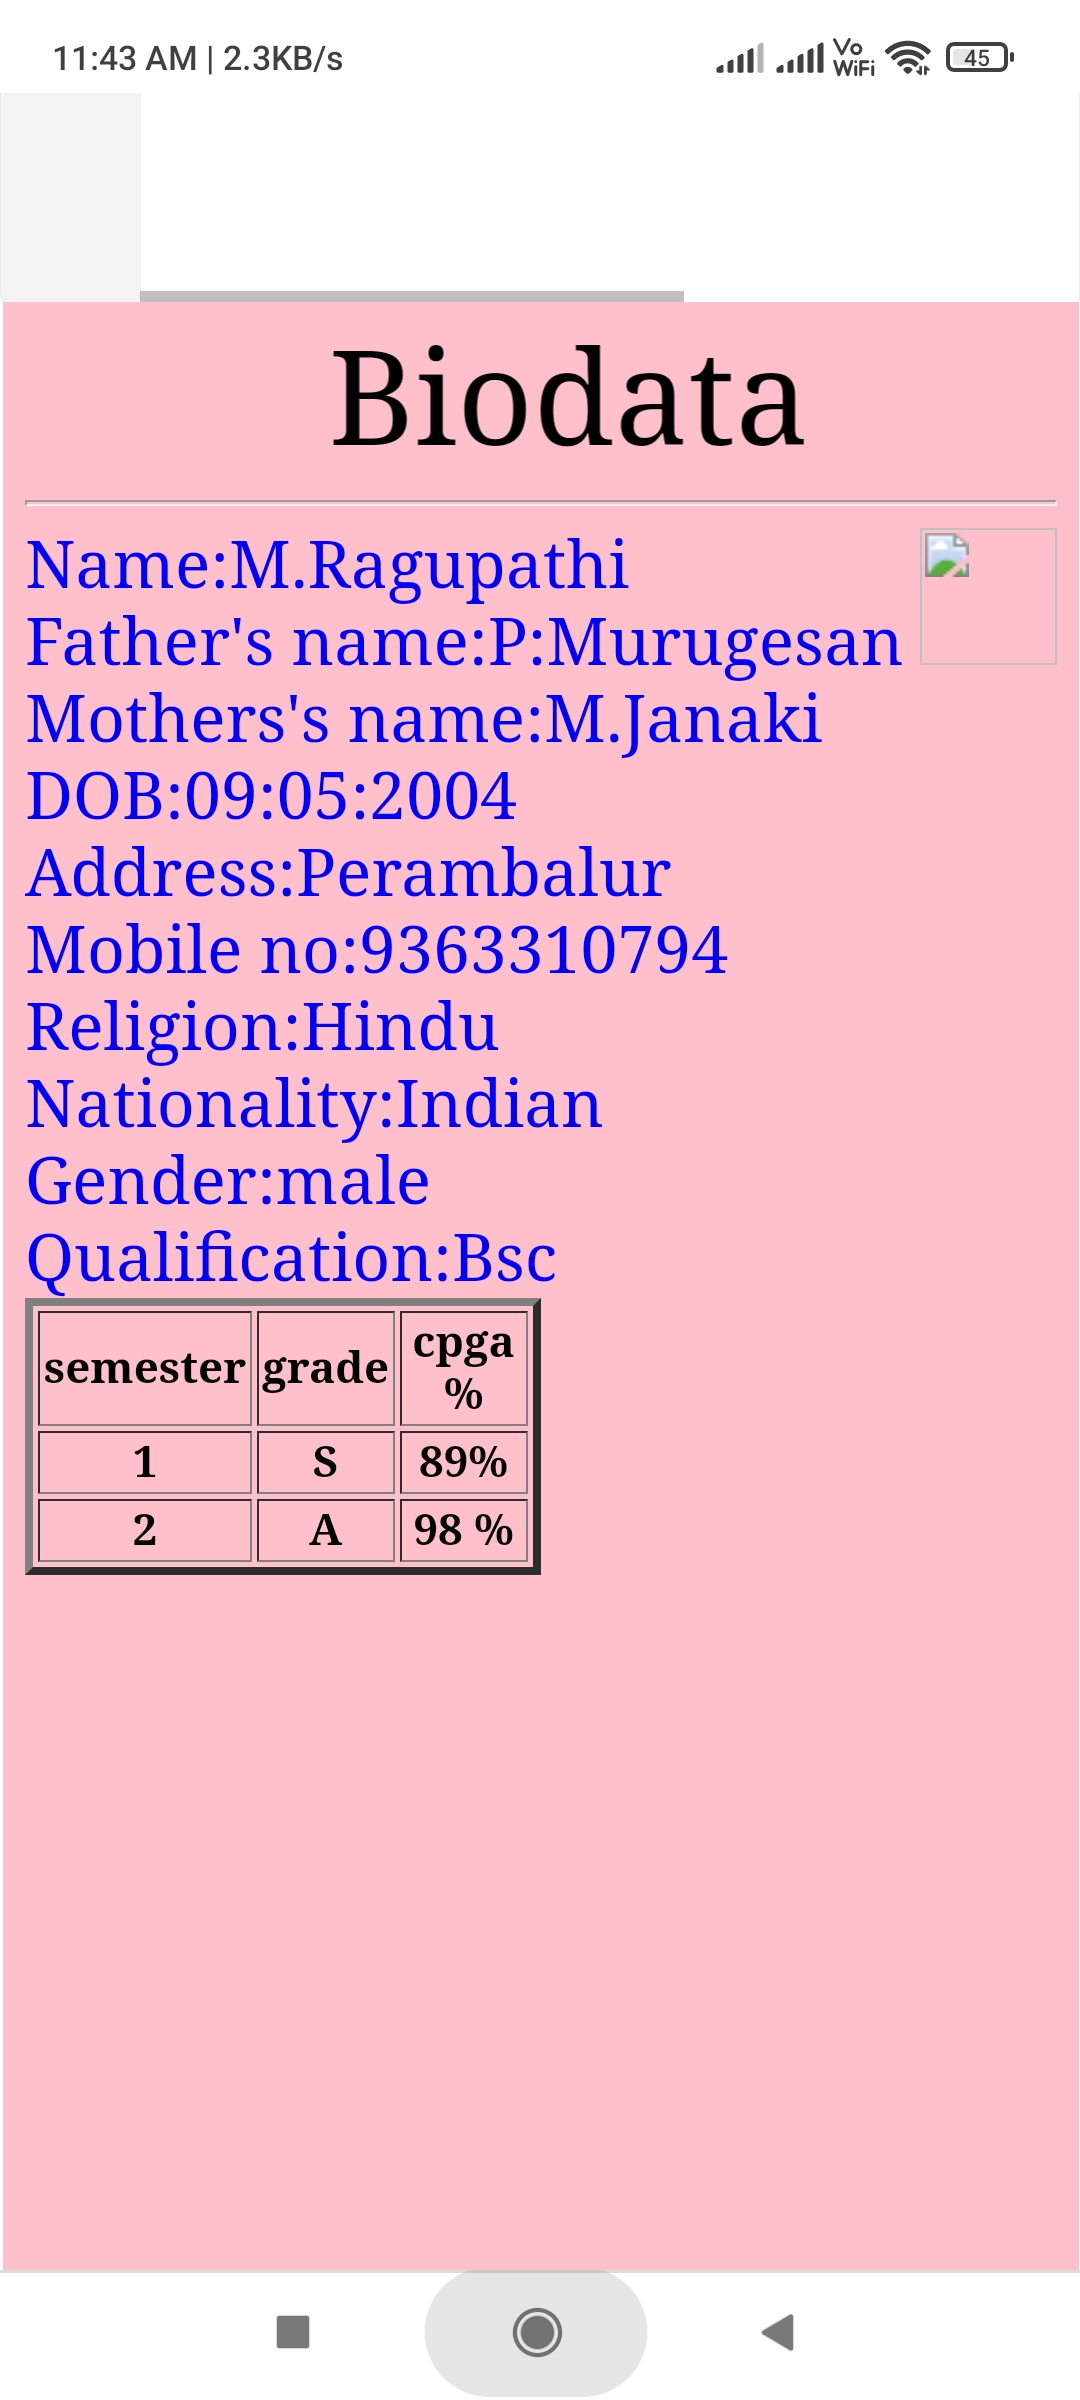 11:43 AM | 2.3KB/s Vo WiFi 45
Biodata
Name:M.Ragupathi
Father's name:P:Murugesan
Mothers's name:M.Janaki
DOB:09:05:2004
Address:Perambalur
Mobile no:9363310794
Religion:Hindu
Nationality:Indian
Gender:male
Qualification:Bsc
semester grade cpga %
1 S 89%
2 A 98 %